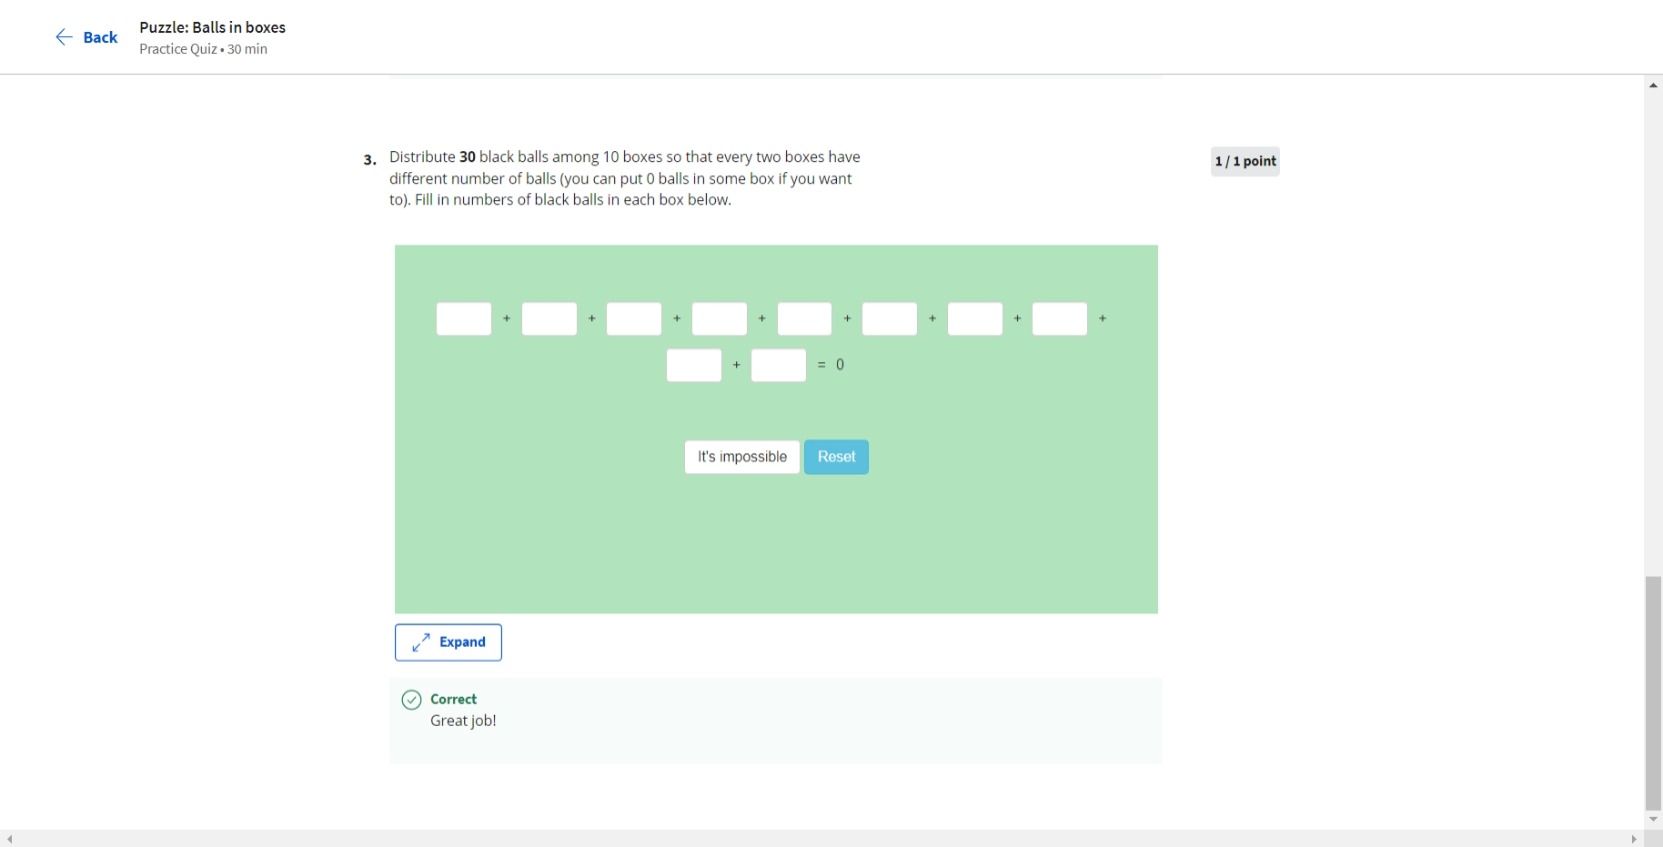 Back
Puzzle: Balls in boxes
Practice Quiz • 30 min
3. Distribute 30 black balls among 10 boxes so that every two boxes have
different number of balls (you can put 0 balls in some box if you want
to). Fill in numbers of black balls in each box below.
1 / 1 point
+ + + + + + + +
+ = 0
It's impossible
Reset
Expand
Correct
Great job!